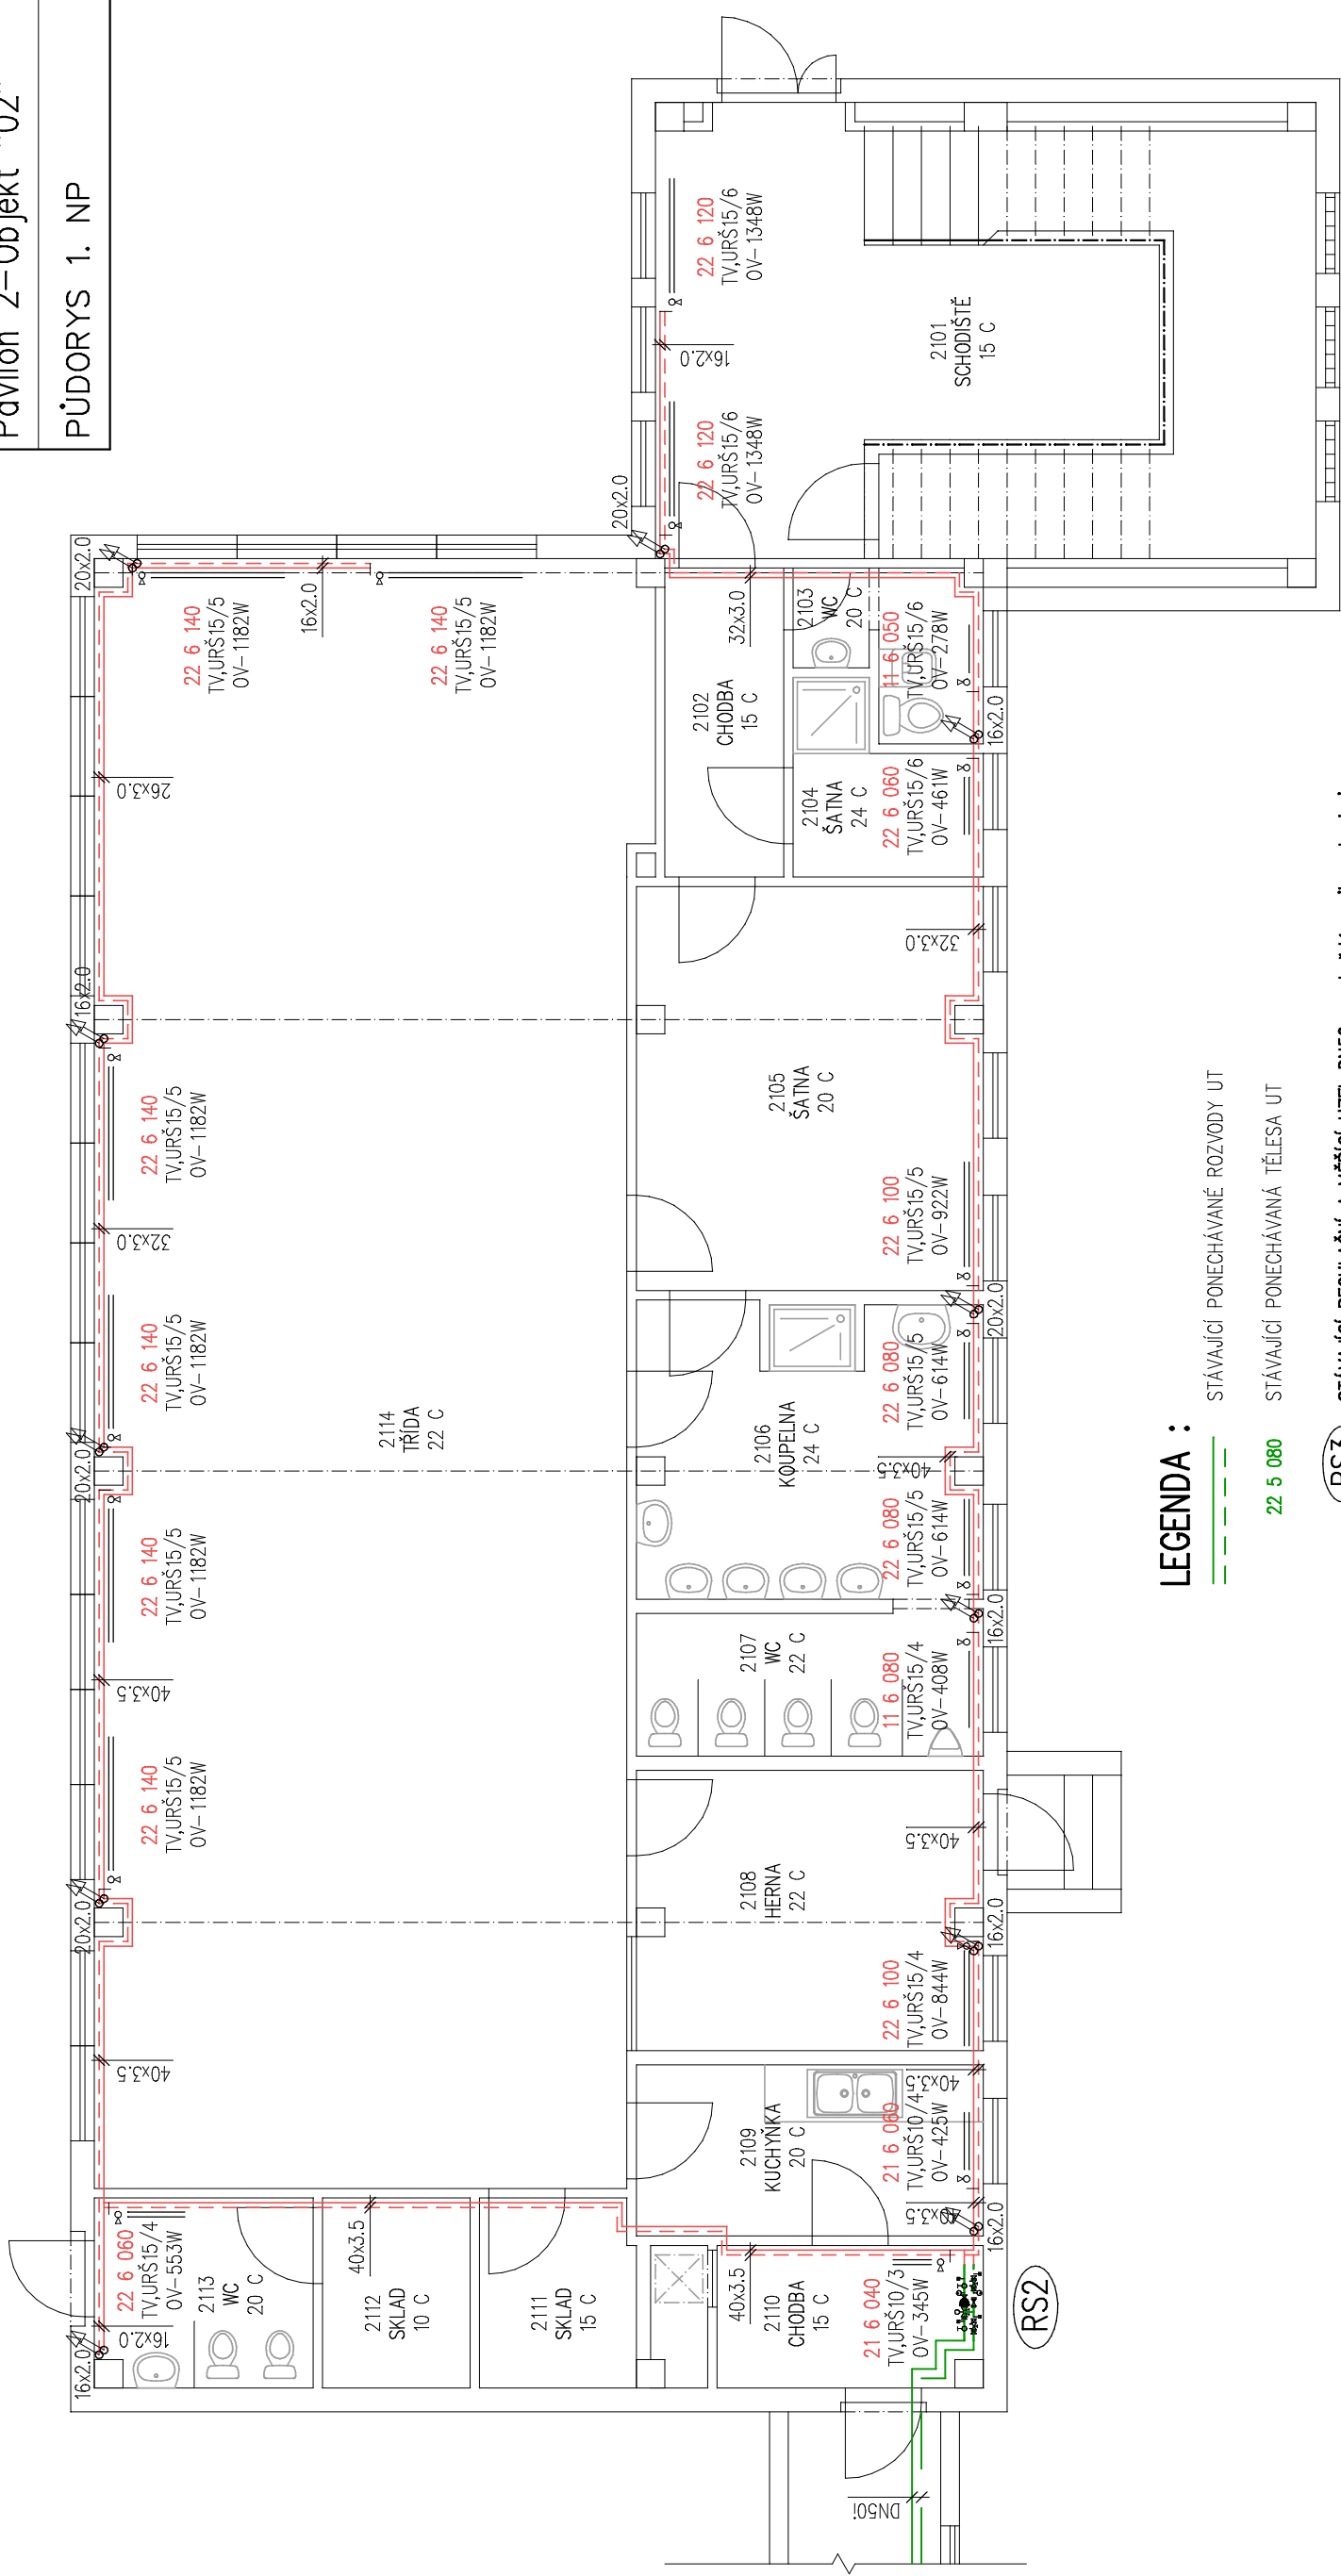 Pavilon 2-Objekt "02"
PŮDORYS 1. NP
22 6 060
TV,URŠ15/4
OV-553W
16x2.0
16x2.0
2113
WC
20 C
2112
SKLAD
10 C
40x3.5
2111
SKLAD
15 C
40x3.5
2110
CHODBA
15 C
21 6 040
TV,URŠ10/3
OV-345W
RS2
DN50i
40x3.5
20x2.0
22 6 140
TV,URŠ15/5
OV-1182W
40x3.5
22 6 140
TV,URŠ15/5
OV-1182W
20x2.0
22 6 140
TV,URŠ15/5
OV-1182W
32x3.0
22 6 140
TV,URŠ15/5
OV-1182W
16x2.0
26x3.0
20x2.0
22 6 140
TV,URŠ15/5
OV-1182W
16x2.0
22 6 140
TV,URŠ15/5
OV-1182W
2114
TŘÍDA
22 C
2109
KUCHYŇKA
20 C
21 6 060
TV,URŠ10/4
OV-425W
40x3.5
40x3.5
16x2.0
2108
HERNA
22 C
22 6 100
TV,URŠ15/4
OV-844W
16x2.0
40x3.5
2107
WC
22 C
11 6 080
TV,URŠ15/4
OV-408W
16x2.0
2106
KOUPELNA
24 C
22 6 080
TV,URŠ15/5
OV-614W
40x3.5
22 6 080
TV,URŠ15/5
OV-614W
20x2.0
2105
ŠATNA
20 C
22 6 100
TV,URŠ15/5
OV-922W
32x3.0
2104
ŠATNA
24 C
22 6 060
TV,URŠ15/6
OV-461W
16x2.0
2102
CHODBA
15 C
32x3.0
2103
WC
20 C
11 6 050
TV,URŠ15/6
OV-278W
20x2.0
22 6 120
TV,URŠ15/6
OV-1348W
16x2.0
22 6 120
TV,URŠ15/6
OV-1348W
2101
SCHODIŠTĚ
15 C
LEGENDA :
STÁVAJÍCÍ PONECHÁVANÉ ROZVODY UT
22 5 080 STÁVAJÍCÍ PONECHÁVANÁ TĚLESA UT